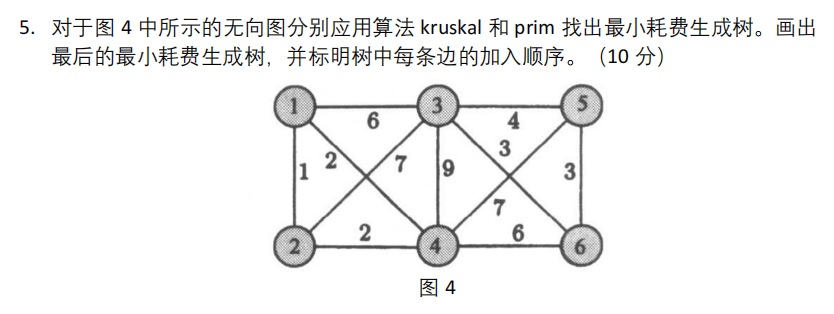 5. 对于图 4 中所示的无向图分别应用算法 kruskal 和 prim 找出最小耗费生成树。画出
最后的最小耗费生成树，并标明树中每条边的加入顺序。（10 分）
1 3 5
6 4
2 7 9 3
1 3
7
2 6
2 4 6
图 4